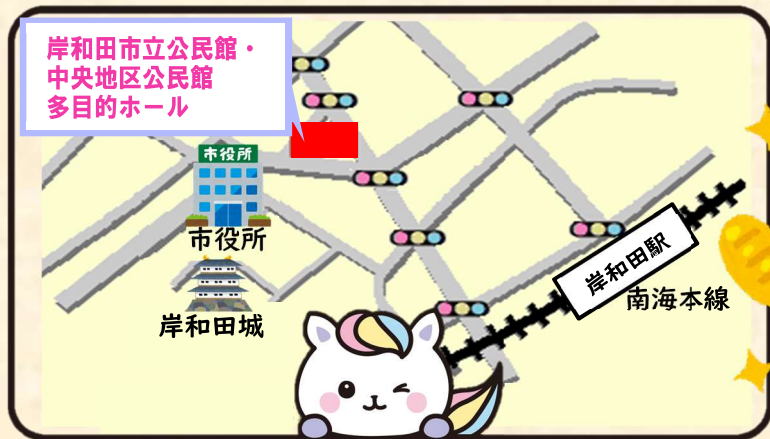 岸和田市立公民館・
中央地区公民館
多目的ホール
市役所
市役所
岸和田城
岸和田駅
南海本線